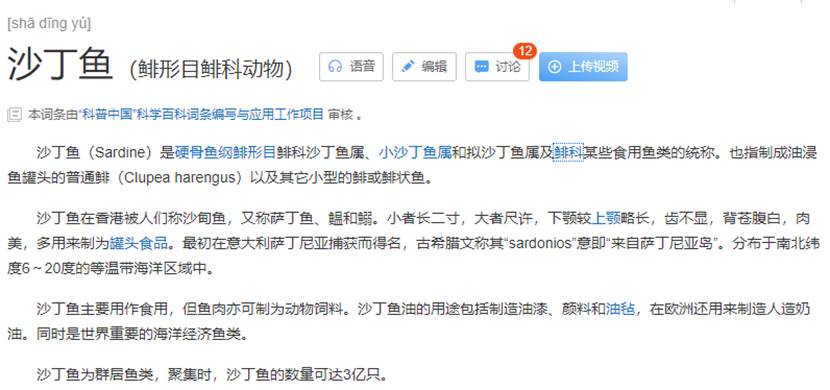 [shā dīng yú]
沙丁鱼（鲱形目鲱科动物） 语音 编辑 讨论 12 上传视频
本词条由“科普中国”科学百科词条编写与应用工作项目 审核 。
沙丁鱼（Sardine）是硬骨鱼纲鲱形目鲱科沙丁鱼属、小沙丁鱼属和拟沙丁鱼属及鲱科某些食用鱼类的统称。也指制成油浸
鱼罐头的普通鲱（Clupea harengus）以及其它小型的鲱或鲱状鱼。
沙丁鱼在香港被人们称沙甸鱼，又称萨丁鱼、鰮和鰯。小者长二寸，大者尺许，下颚较上颚略长，齿不显，背苍腹白，肉
美，多用来制为罐头食品。最初在意大利萨丁尼亚捕获而得名，古希腊文称其“sardonios”意即“来自萨丁尼亚岛”。分布于南北纬
度6～20度的等温带海洋区域中。
沙丁鱼主要用作食用，但鱼肉亦可制为动物饲料。沙丁鱼油的用途包括制造油漆、颜料和油毡，在欧洲还用来制造人造奶
油。同时是世界重要的海洋经济鱼类。
沙丁鱼为群居鱼类，聚集时，沙丁鱼的数量可达3亿只。